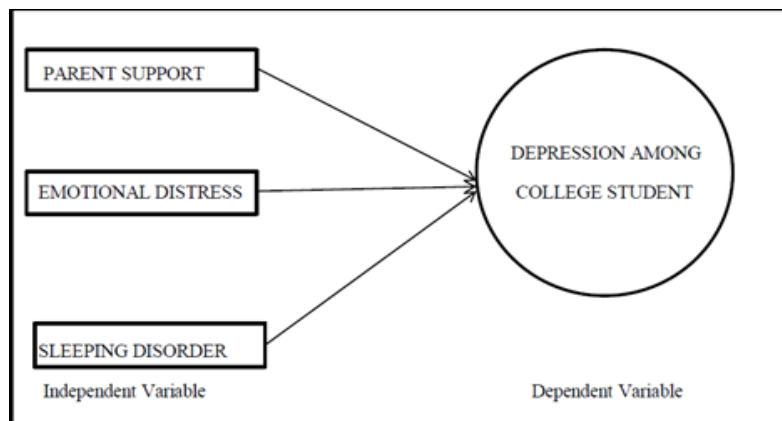 PARENT SUPPORT
EMOTIONAL DISTRESS
SLEEPING DISORDER
Independent Variable
DEPRESSION AMONG
COLLEGE STUDENT
Dependent Variable